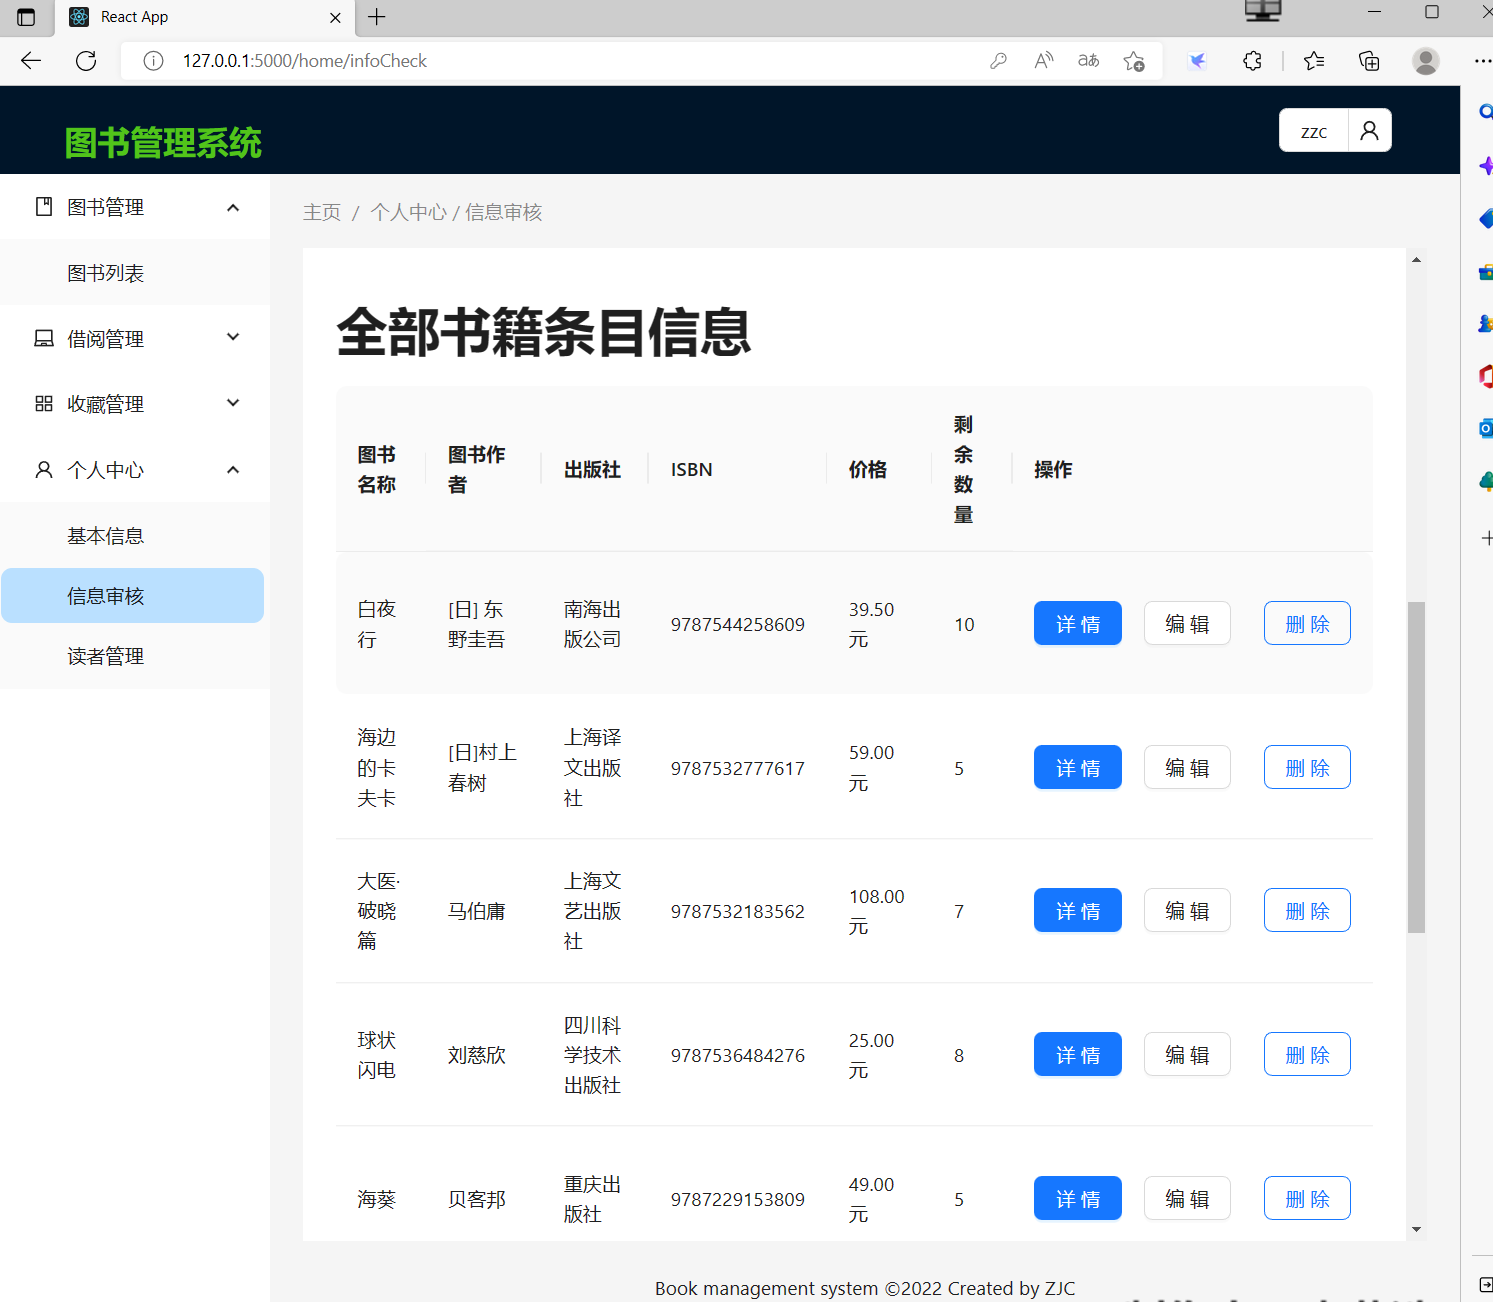 React App
127.0.0.1:5000/home/infoCheck
图书管理系统
zzc
图书管理
图书列表
借阅管理
收藏管理
个人中心
基本信息
信息审核
读者管理
主页 / 个人中心 / 信息审核
全部书籍条目信息
图书
名称
图书作
者
出版社
ISBN
价格
剩
余
数
量
操作
白夜
行
[日] 东
野圭吾
南海出
版公司
9787544258609
39.50
元
10
详 情
编 辑
删 除
海边
的卡
夫卡
[日]村上
春树
上海译
文出版
社
9787532777617
59.00
元
5
详 情
编 辑
删 除
大医·
破晓
篇
马伯庸
上海文
艺出版
社
9787532183562
108.00
元
7
详 情
编 辑
删 除
球状
闪电
刘慈欣
四川科
学技术
出版社
9787536484276
25.00
元
8
详 情
编 辑
删 除
海葵
贝客邦
重庆出
版社
9787229153809
49.00
元
5
详 情
编 辑
删 除
Book management system ©2022 Created by ZJC